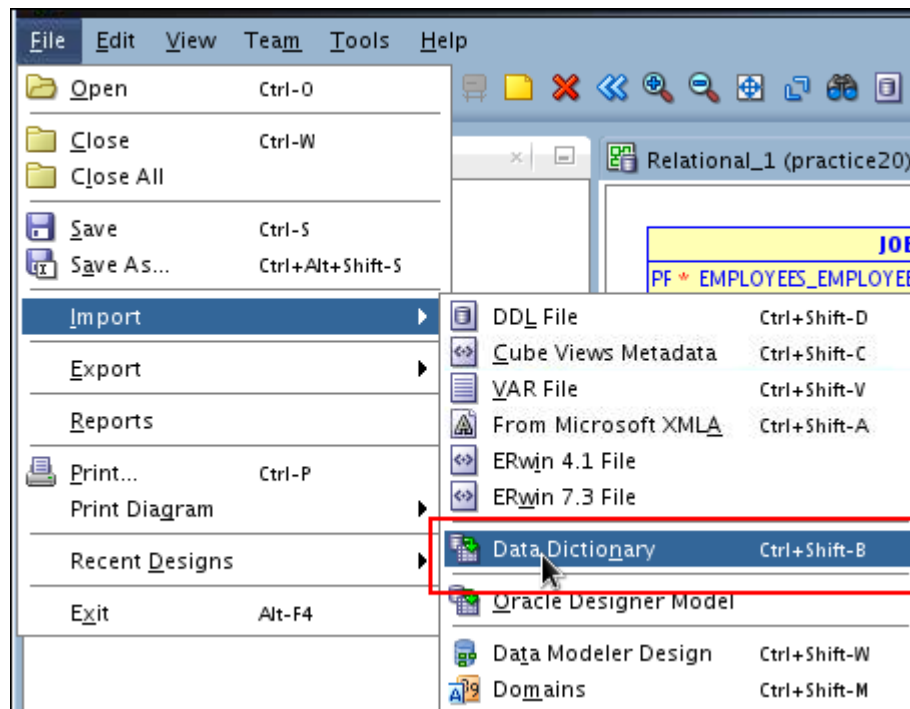 File Edit View Team Tools Help
Open Ctrl-O
Close Ctrl-W
Close All
Relational_1 (practice20)
Save Ctrl-S
Save As... Ctrl+Alt+Shift-S
JOB
PF * EMPLOYEES_EMPLOYEE
Import
DDL File Ctrl+Shift-D
Cube Views Metadata Ctrl+Shift-C
Export
VAR File Ctrl+Shift-V
Reports
From Microsoft XMLA Ctrl+Shift-A
ERwin 4.1 File
Print... Ctrl-P
ERwin 7.3 File
Print Diagram
Data Dictionary Ctrl+Shift-B
Recent Designs
Oracle Designer Model
Exit Alt-F4
Data Modeler Design Ctrl+Shift-W
Domains Ctrl+Shift-M